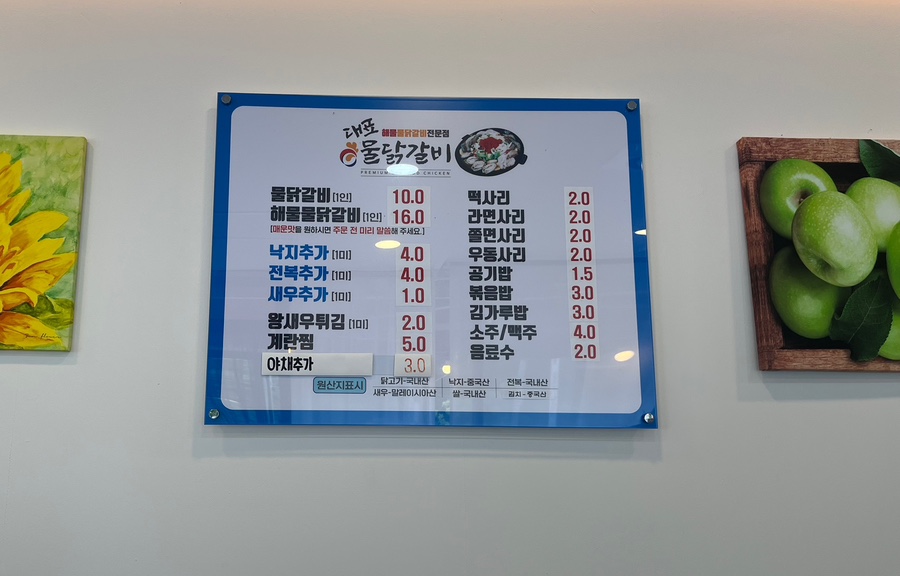 대표 해물물닭갈비전문점
물닭갈비
물닭갈비 [1인] 10.0
해물물닭갈비 [1인] 16.0
[매운맛을 원하시면 주문 전 미리 말씀해 주세요.]
낙지추가 [1미] 4.0
전복추가 [1미] 4.0
새우추가 [1미] 1.0
왕새우튀김 [1미] 2.0
계란찜 5.0
야채추가 3.0
떡사리 2.0
라면사리 2.0
쫄면사리 2.0
우동사리 2.0
공기밥 1.5
볶음밥 3.0
김가루밥 3.0
소주/맥주 4.0
음료수 2.0
원산지표시
닭고기-국내산 낙지-중국산 전복-국내산
새우-말레이시아산 쌀-국내산 김치-중국산